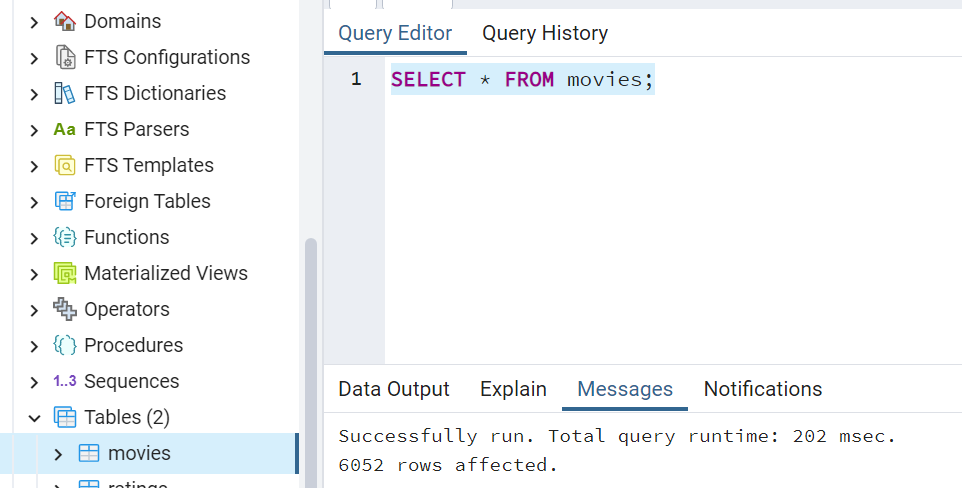 Domains
FTS Configurations
FTS Dictionaries
Aa FTS Parsers
FTS Templates
Foreign Tables
Functions
Materialized Views
Operators
Procedures
1..3 Sequences
Tables (2)
movies
ratings
Query Editor Query History
1 SELECT * FROM movies;
Data Output Explain Messages Notifications
Successfully run. Total query runtime: 202 msec.
6052 rows affected.